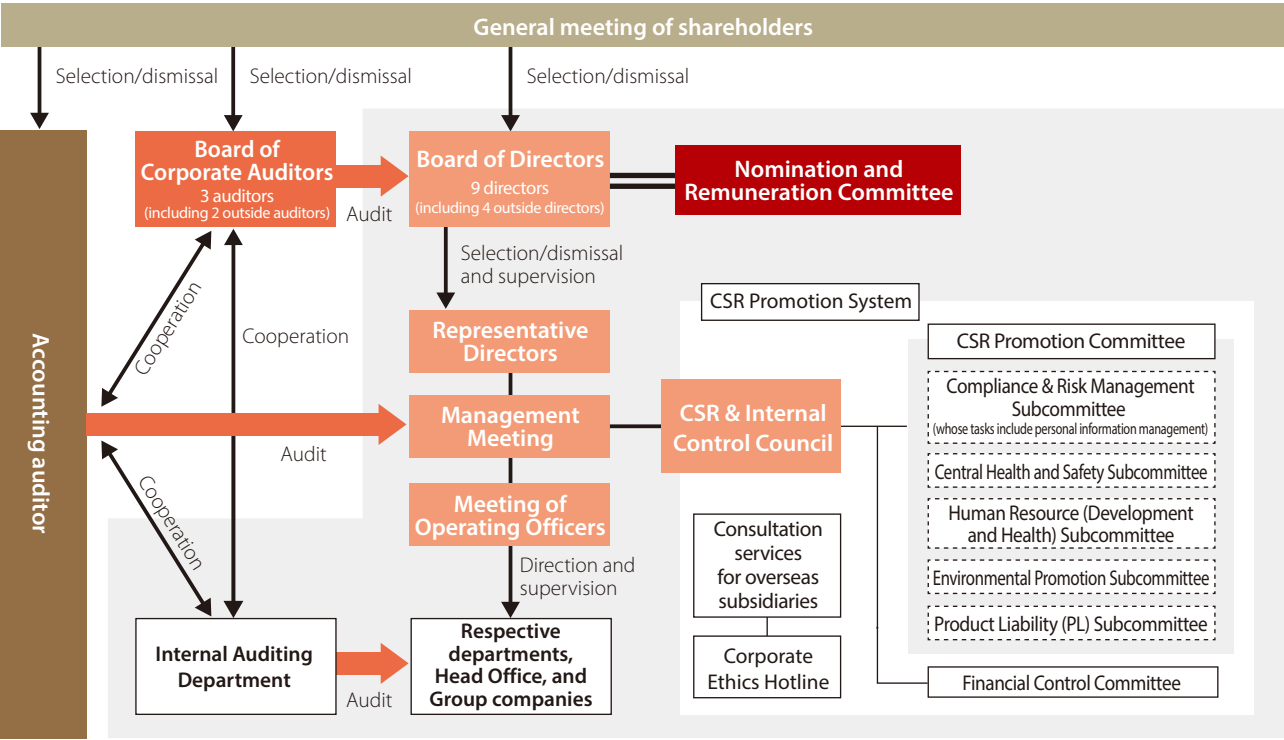 General meeting of shareholders
Selection/dismissal
Selection/dismissal
Selection/dismissal
Accounting auditor
Board of
Corporate Auditors
3 auditors
(including 2 outside auditors)
Audit
Board of Directors
9 directors
(including 4 outside directors)
Nomination and
Remuneration Committee
Selection/dismissal
and supervision
Cooperation
Cooperation
Representative
Directors
Audit
Management
Meeting
Cooperation
Meeting of
Operating Officers
Direction and
supervision
Internal Auditing
Department
Audit
Respective
departments,
Head Office, and
Group companies
CSR Promotion System
CSR & Internal
Control Council
Consultation
services
for overseas
subsidiaries
Corporate
Ethics Hotline
CSR Promotion Committee
Compliance & Risk Management
Subcommittee
(whose tasks include personal information management)
Central Health and Safety Subcommittee
Human Resource (Development
and Health) Subcommittee
Environmental Promotion Subcommittee
Product Liability (PL) Subcommittee
Financial Control Committee